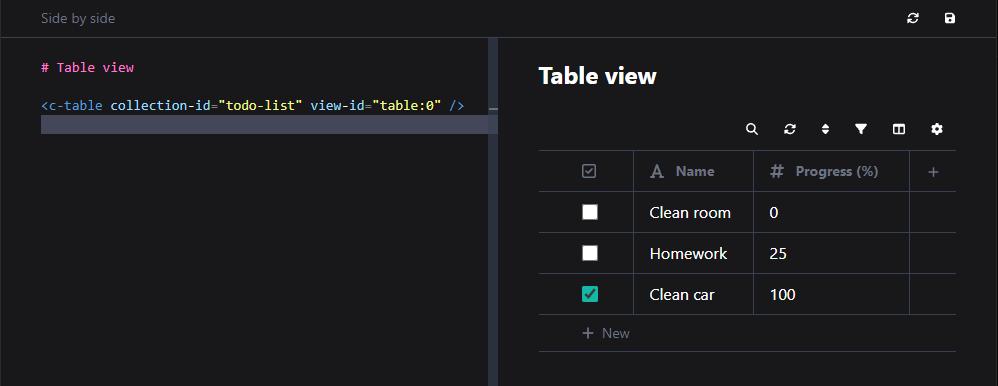 Side by side
# Table view
<c-table collection-id="todo-list" view-id="table:0" />
Table view
Name Progress (%)
Clean room 0
Homework 25
Clean car 100
+ New